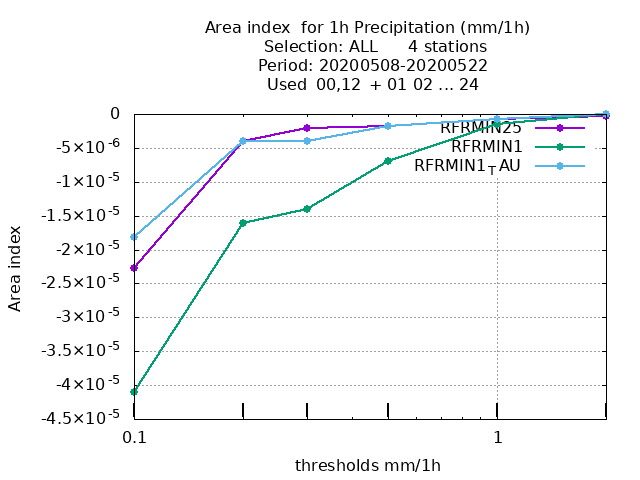 Area index  for 1h Precipitation (mm/1h)
Selection: ALL      4 stations
Period: 20200508-20200522
Used  00,12  + 01 02 ... 24
0
-5×10⁻⁶
-1×10⁻⁵
-1.5×10⁻⁵
-2×10⁻⁵
-2.5×10⁻⁵
-3×10⁻⁵
-3.5×10⁻⁵
-4×10⁻⁵
-4.5×10⁻⁵
Area index
RFRMIN25
RFRMIN1
RFRMIN1ᴛAU
0.1
1
thresholds mm/1h